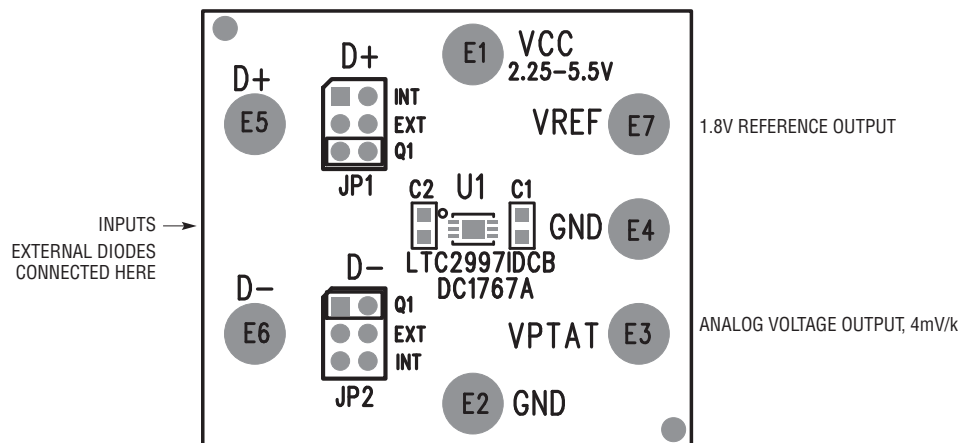 E1 VCC
2.25–5.5V
D+
D+
E5
INT
EXT
Q1
JP1
VREF E7
1.8V REFERENCE OUTPUT
C2 U1 C1
GND E4
INPUTS
EXTERNAL DIODES
CONNECTED HERE
LTC2997IDCB
DC1767A
D–
D–
E6
Q1
EXT
INT
JP2
VPTAT E3
ANALOG VOLTAGE OUTPUT, 4mV/k
E2 GND